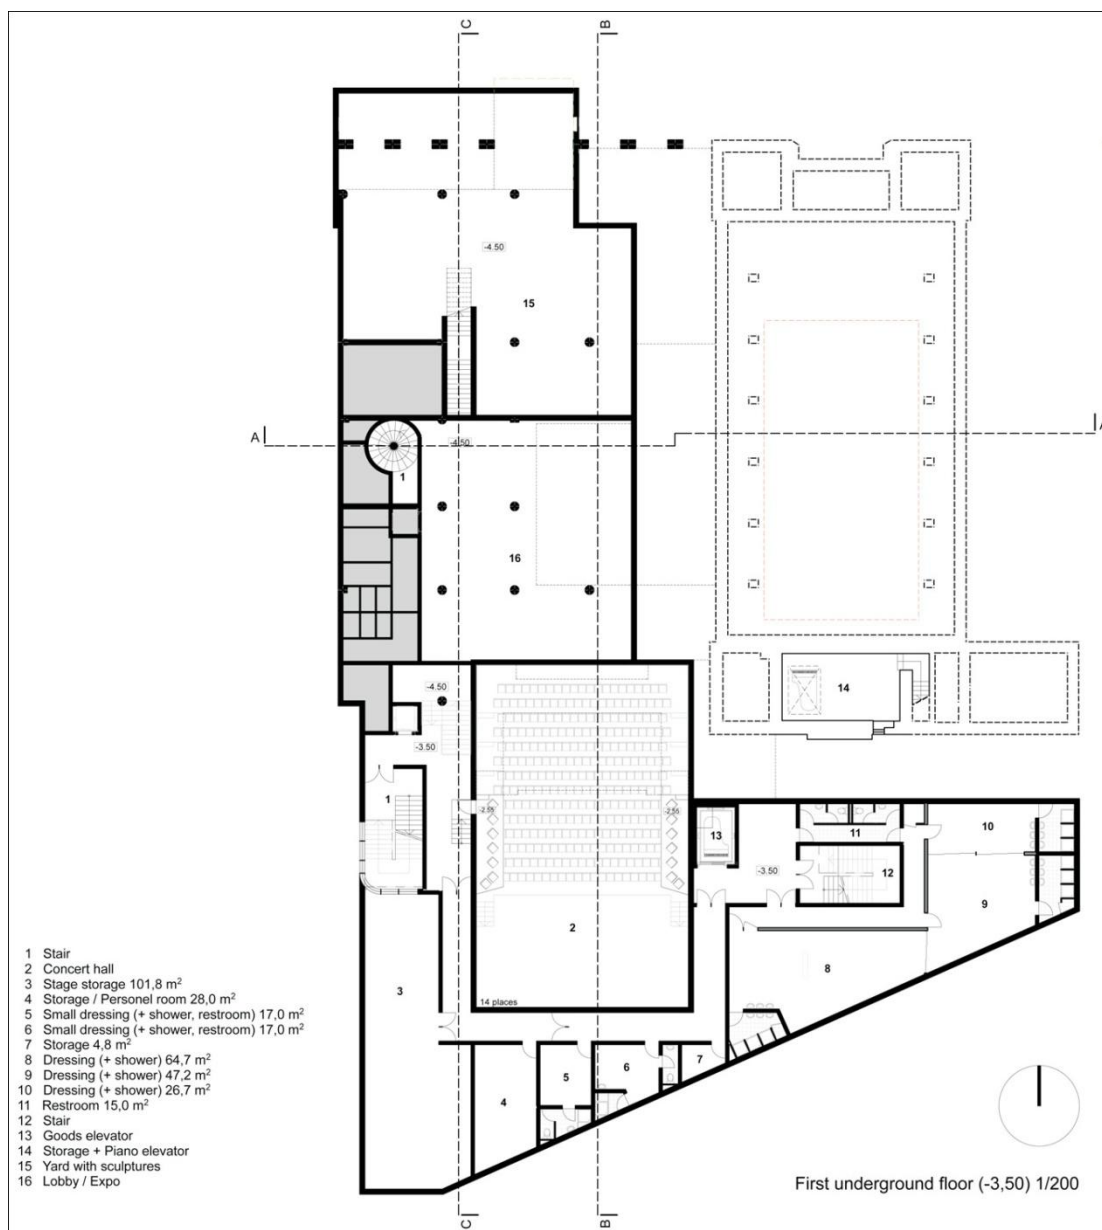 C
B
-4.50
15
A
A
-4.50
1
16
-4.50
14
-3.50
1
-2.55
-2.55
13
11
10
-3.50
12
9
2
8
3
14 places
7
6
5
4
1 Stair
2 Concert hall
3 Stage storage 101,8 m²
4 Storage / Personel room 28,0 m²
5 Small dressing (+ shower, restroom) 17,0 m²
6 Small dressing (+ shower, restroom) 17,0 m²
7 Storage 4,8 m²
8 Dressing (+ shower) 64,7 m²
9 Dressing (+ shower) 47,2 m²
10 Dressing (+ shower) 26,7 m²
11 Restroom 15,0 m²
12 Stair
13 Goods elevator
14 Storage + Piano elevator
15 Yard with sculptures
16 Lobby / Expo
First underground floor (-3,50) 1/200
C
B